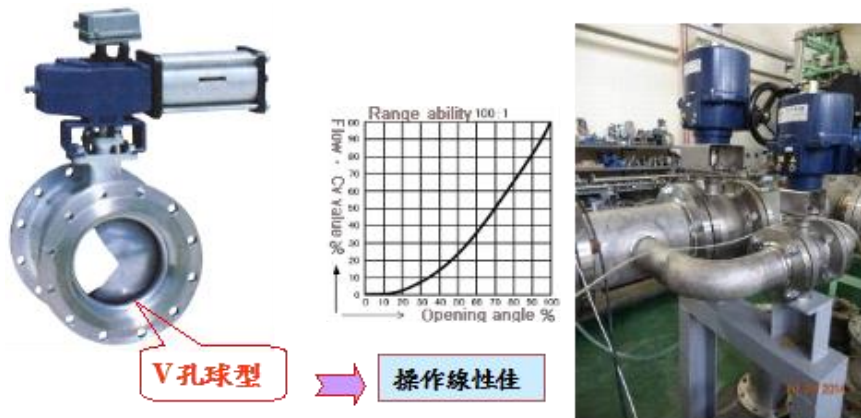 Range ability 100:1
Flow · Cv value %
00
90
80
70
60
50
40
30
20
10
0
0 10 20 30 40 50 60 70 80 90 100
Opening angle %
V孔球型
操作線性佳
2014